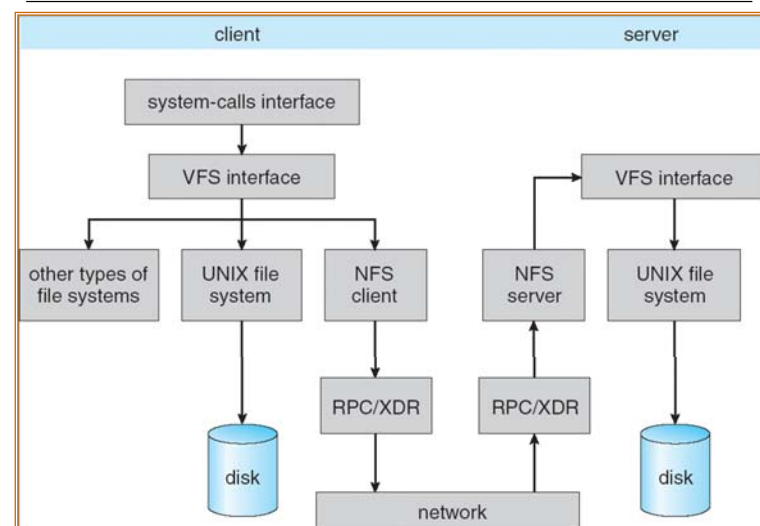 client
server
system-calls interface
VFS interface
VFS interface
other types of
file systems
UNIX file
system
NFS
client
NFS
server
UNIX file
system
RPC/XDR
RPC/XDR
disk
disk
network